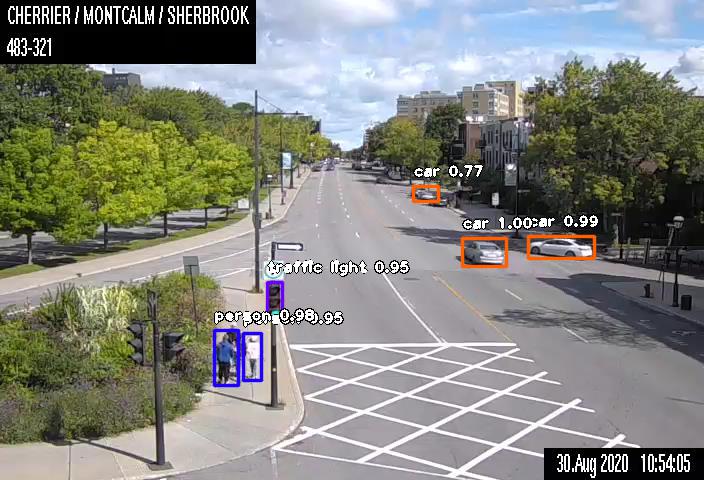 CHERRIER / MONTCALM / SHERBROOK
483-321
car 0.77
car 1.00
car 0.99
traffic light 0.95
person 0.98
0.95
30.Aug 2020 10:54:05